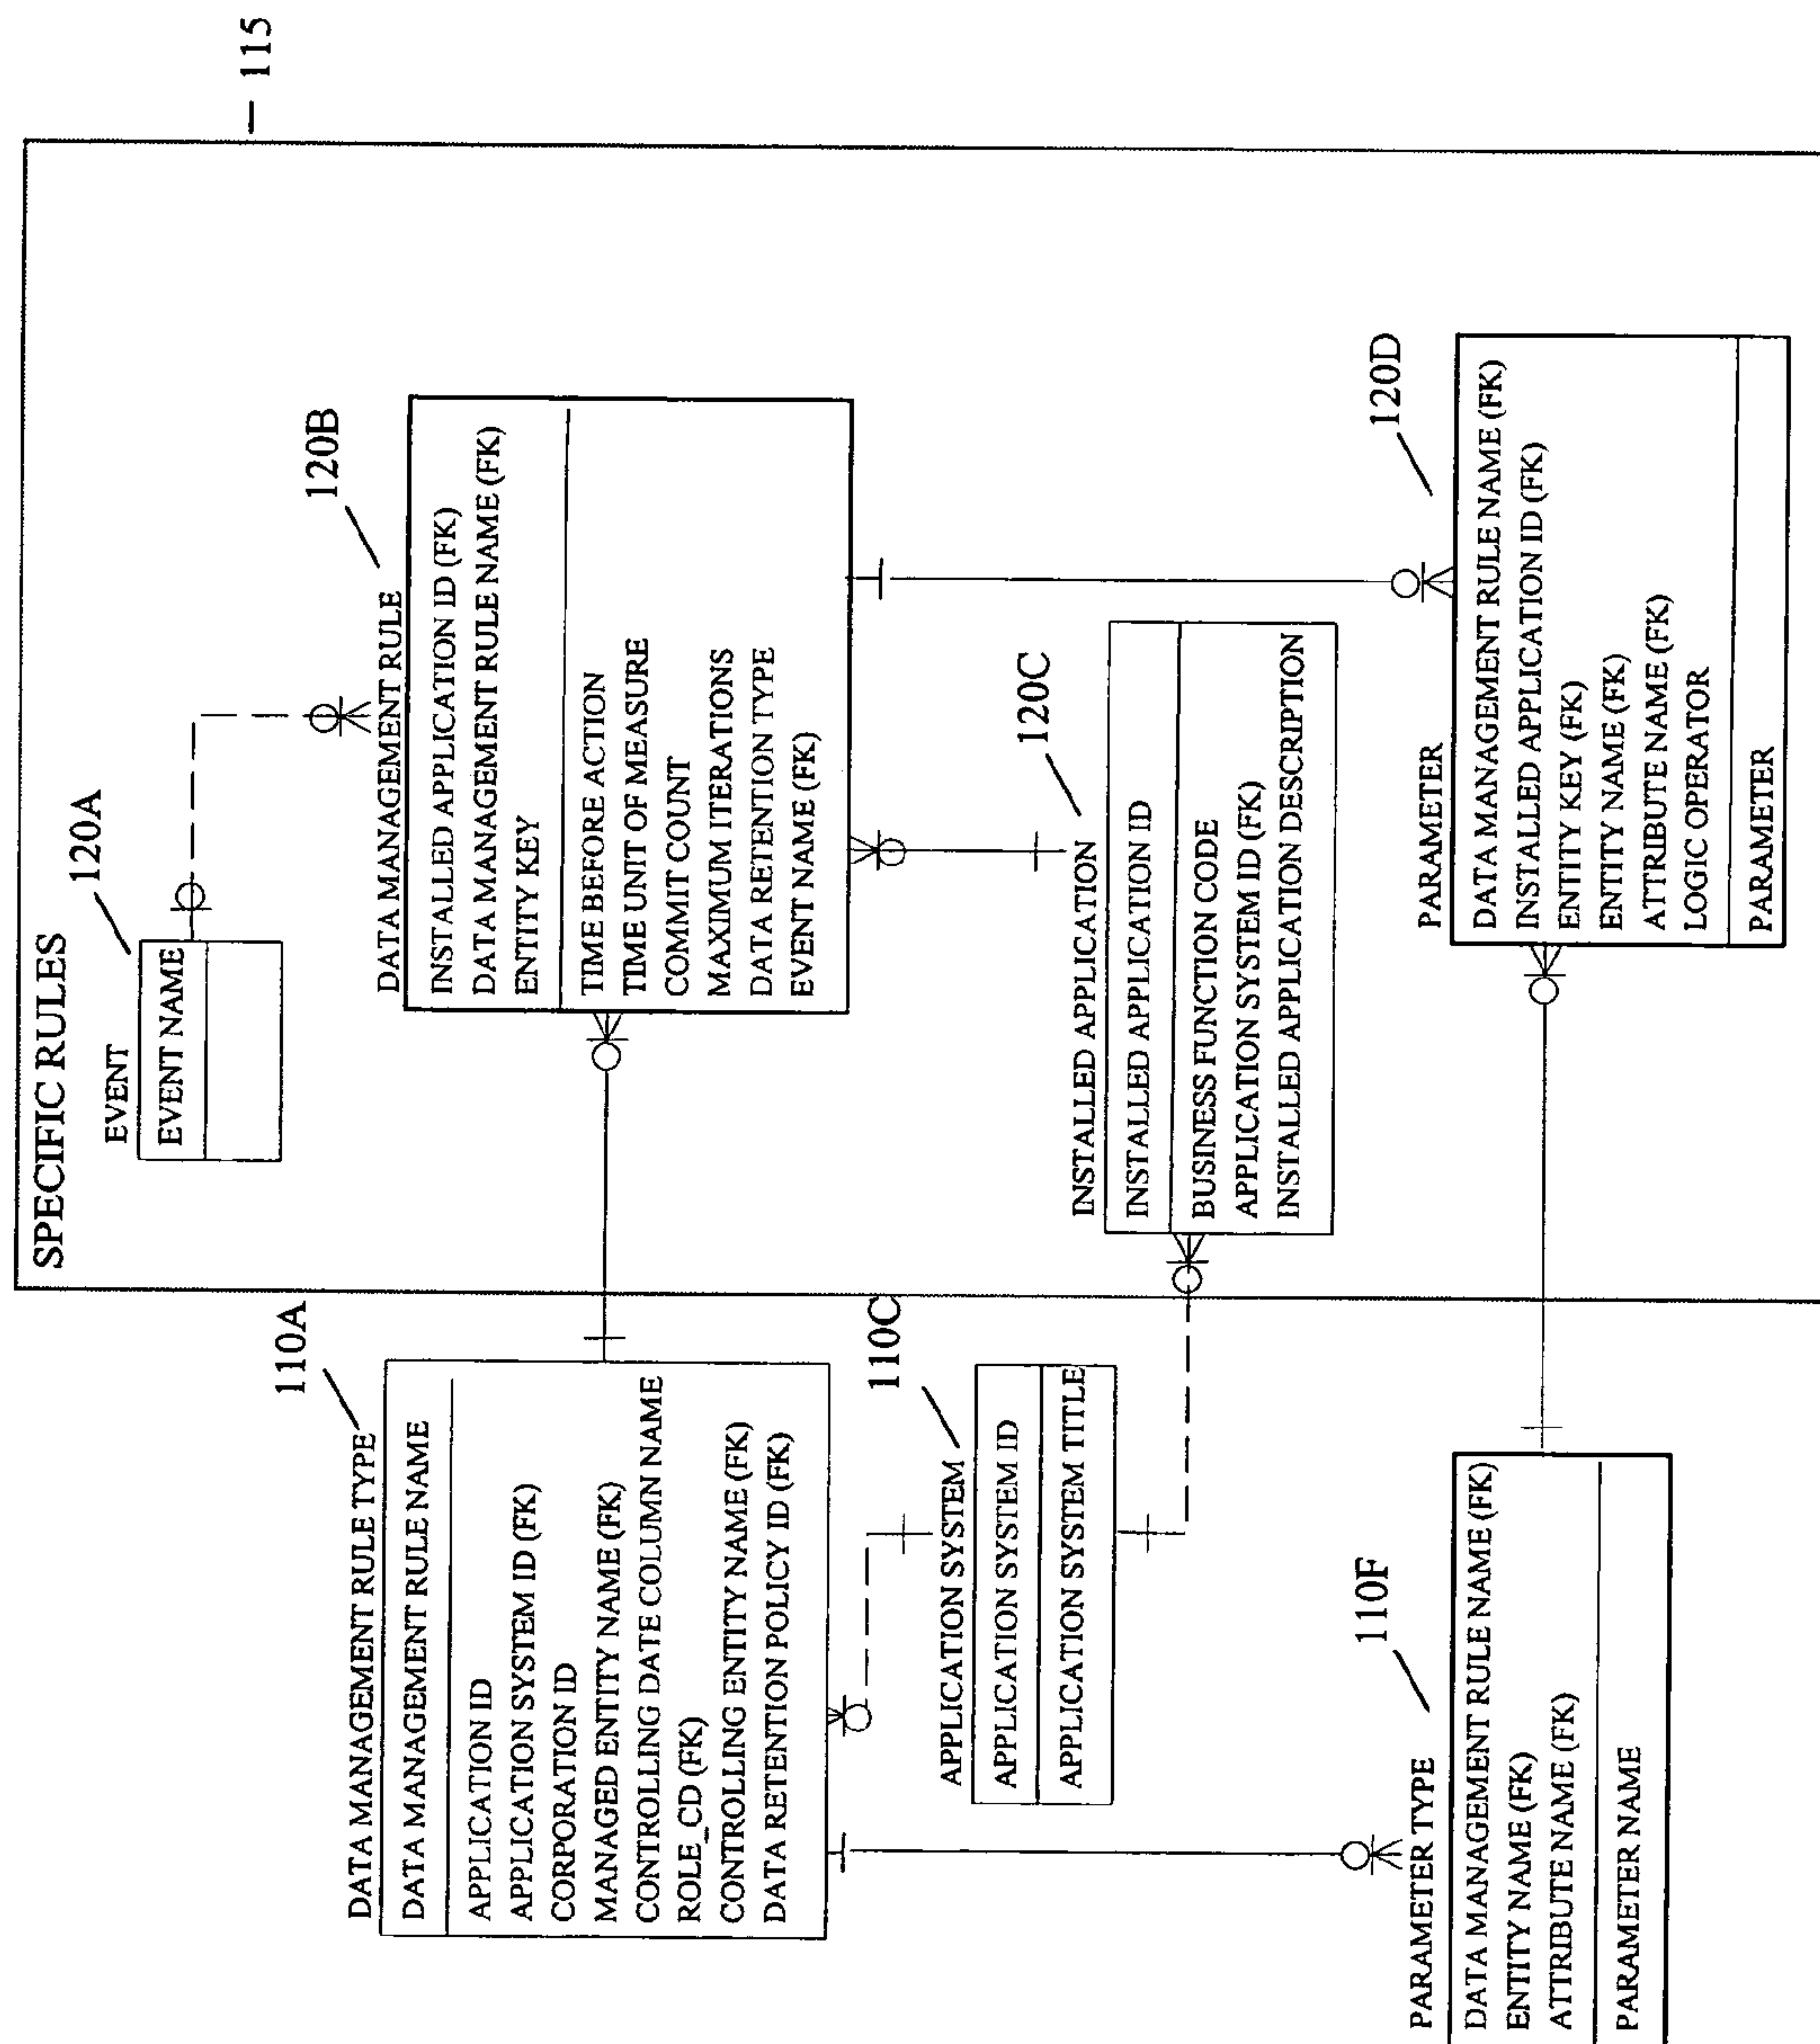 SPECIFIC RULES
115
120A
EVENT
EVENT NAME
120B
DATA MANAGEMENT RULE
INSTALLED APPLICATION ID (FK)
DATA MANAGEMENT RULE NAME (FK)
ENTITY KEY
TIME BEFORE ACTION
TIME UNIT OF MEASURE
COMMIT COUNT
MAXIMUM ITERATIONS
DATA RETENTION TYPE
EVENT NAME (FK)
120C
INSTALLED APPLICATION
INSTALLED APPLICATION ID
BUSINESS FUNCTION CODE
APPLICATION SYSTEM ID (FK)
INSTALLED APPLICATION DESCRIPTION
120D
PARAMETER
DATA MANAGEMENT RULE NAME (FK)
INSTALLED APPLICATION ID (FK)
ENTITY KEY (FK)
ENTITY NAME (FK)
ATTRIBUTE NAME (FK)
LOGIC OPERATOR
PARAMETER
110A
DATA MANAGEMENT RULE TYPE
DATA MANAGEMENT RULE NAME
APPLICATION ID
APPLICATION SYSTEM ID (FK)
CORPORATION ID
MANAGED ENTITY NAME (FK)
CONTROLLING DATE COLUMN NAME
ROLE_CD (FK)
CONTROLLING ENTITY NAME (FK)
DATA RETENTION POLICY ID (FK)
110C
APPLICATION SYSTEM
APPLICATION SYSTEM ID
APPLICATION SYSTEM TITLE
110F
PARAMETER TYPE
DATA MANAGEMENT RULE NAME (FK)
ENTITY NAME (FK)
ATTRIBUTE NAME (FK)
PARAMETER NAME